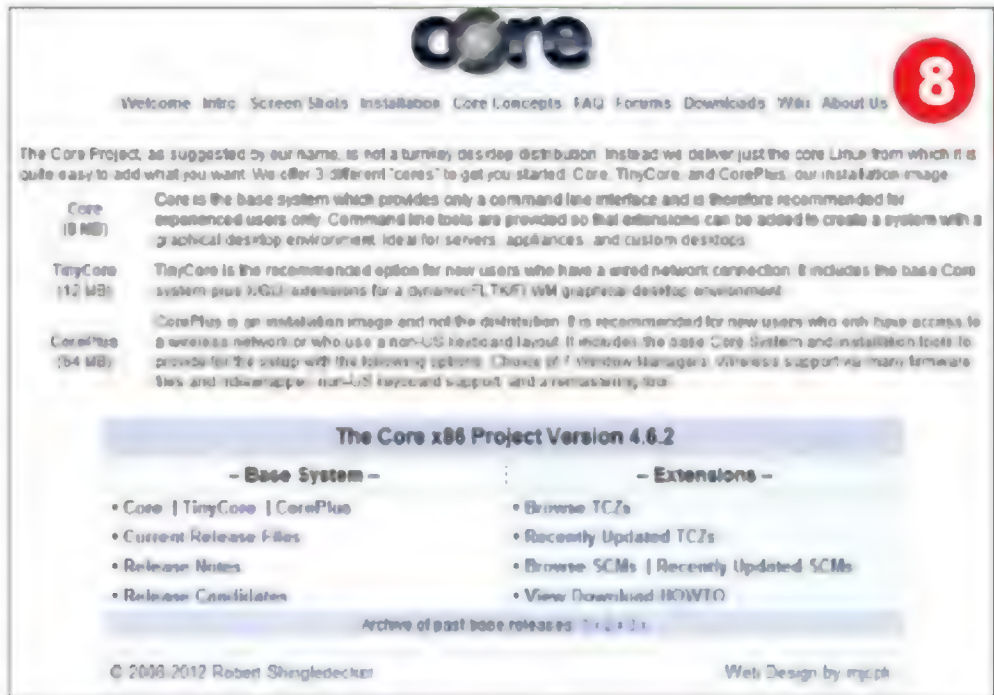 core
8
Welcome Intro Screen Shots Installation Core Concepts FAQ Forums Downloads Wiki About Us
The Core Project, as suggested by our name, is not a turnkey desktop distribution. Instead we deliver just the core Linux from which it is
quite easy to add what you want. We offer 3 different "cores" to get you started: Core, TinyCore, and CorePlus, our installation image.
Core
(8 MB)
Core is the base system which provides only a command line interface and is therefore recommended for
experienced users only. Command line tools are provided so that extensions can be added to create a system with a
graphical desktop environment. Ideal for servers, appliances, and custom desktops.
TinyCore
(12 MB)
TinyCore is the recommended option for new users who have a wired network connection. It includes the base Core
system plus X/GUI extensions for a dynamic FLTK/FLWM graphical desktop environment.
CorePlus
(64 MB)
CorePlus is an installation image and not the distribution. It is recommended for new users who only have access to
a wireless network or who use a non-US keyboard layout. It includes the base Core System and installation tools to
provide for the setup with the following options: Choice of 7 Window Managers, Wireless support via many firmware
files and ndiswrapper, non-US keyboard support, and a remastering tool.
The Core x86 Project Version 4.6.2
– Base System –
• Core | TinyCore | CorePlus
• Current Release Files
• Release Notes
• Release Candidates
– Extensions –
• Browse TCZs
• Recently Updated TCZs
• Browse SCMs | Recently Updated SCMs
• View Download HOWTO
Archive of past base releases
© 2008-2012 Robert Shingledecker
Web Design by